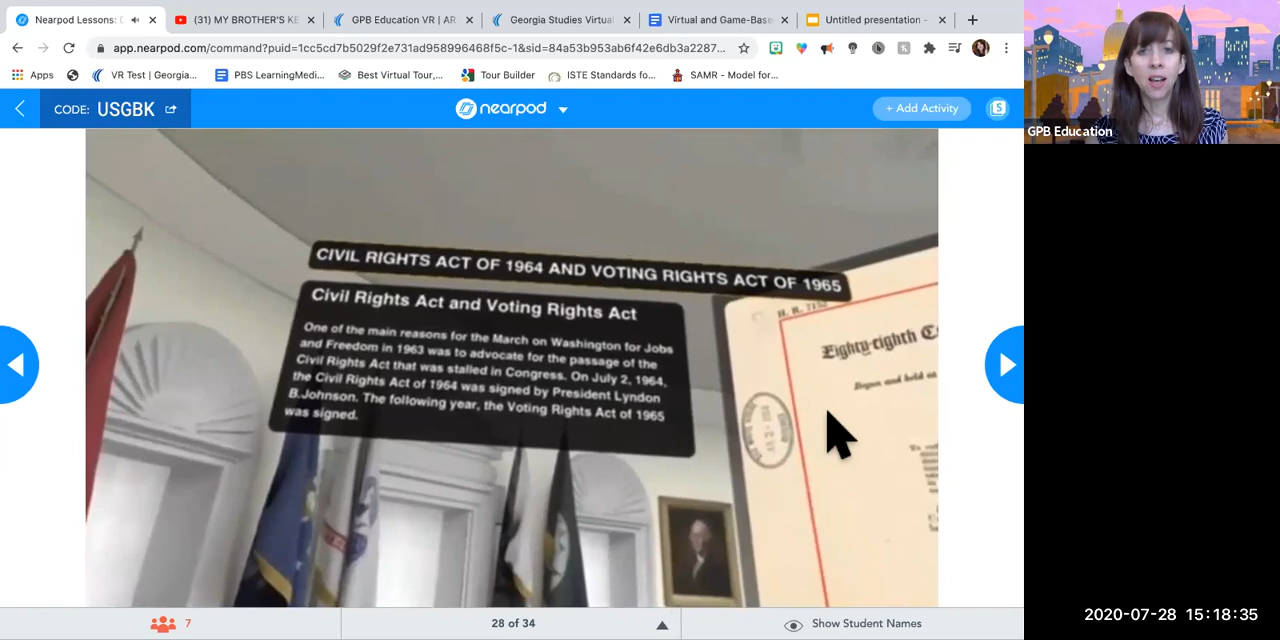 Nearpod Lessons: 
(31) MY BROTHER'S KE
GPB Education VR | AR
Georgia Studies Virtual
Virtual and Game-Base
Untitled presentation -
app.nearpod.com/command?puid=1cc5cd7b5029f2e731ad958996468f5c-1&sid=84a53b953ab6f42e6db3a2287...
Apps
VR Test | Georgia...
PBS LearningMedi...
Best Virtual Tour,...
Tour Builder
ISTE Standards fo...
SAMR - Model for...
GPB Education
CODE: USGBK
nearpod
+ Add Activity
S
CIVIL RIGHTS ACT OF 1964 AND VOTING RIGHTS ACT OF 1965
Civil Rights Act and Voting Rights Act
One of the main reasons for the March on Washington for Jobs
and Freedom in 1963 was to advocate for the passage of the
Civil Rights Act that was stalled in Congress. On July 2, 1964,
the Civil Rights Act of 1964 was signed by President Lyndon
B.Johnson. The following year, the Voting Rights Act of 1965
was signed.
H. R. 7152
Eighty-eighth C
Begun and held at
7
28 of 34
Show Student Names
2020-07-28 15:18:35